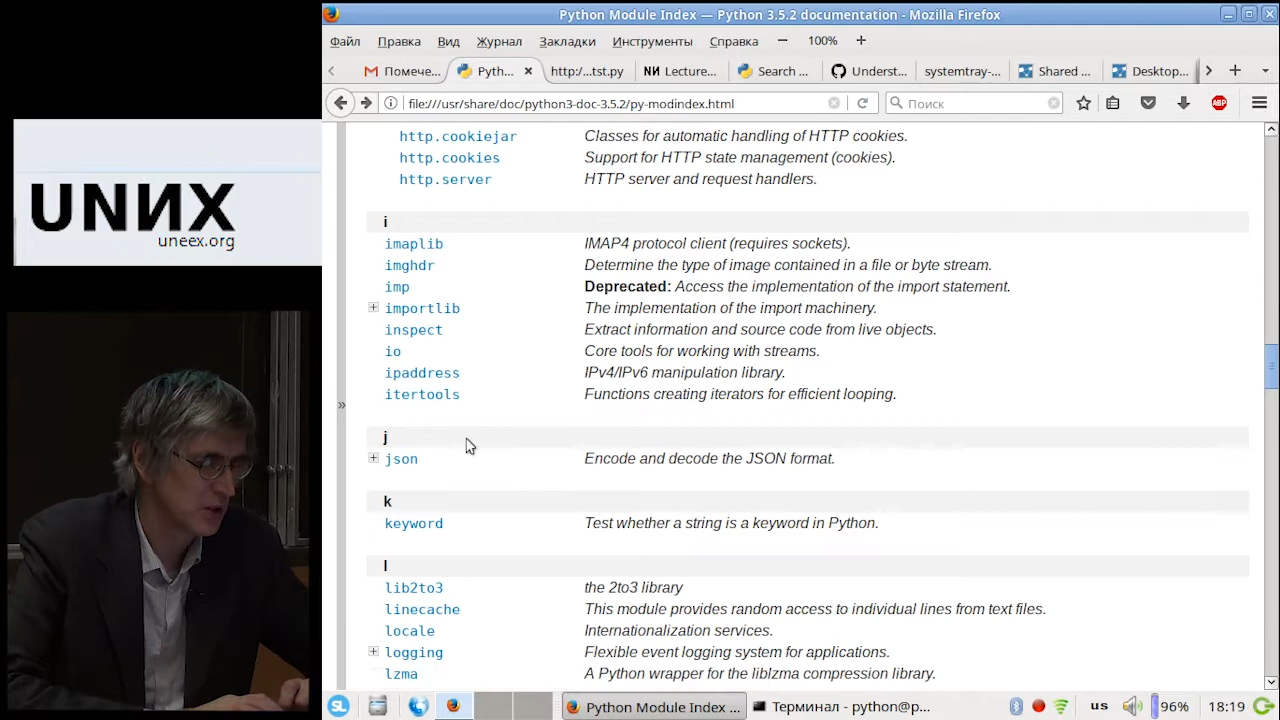 Python Module Index — Python 3.5.2 documentation - Mozilla Firefox
Файл Правка Вид Журнал Закладки Инструменты Справка − 100% +
Помече... Pyth... http:/...tst.py NИ Lecture... Search ... Underst... systemtray-... Shared ... Desktop...
file:///usr/share/doc/python3-doc-3.5.2/py-modindex.html Поиск ABP
http.cookiejar Classes for automatic handling of HTTP cookies.
http.cookies Support for HTTP state management (cookies).
http.server HTTP server and request handlers.
i
imaplib IMAP4 protocol client (requires sockets).
imghdr Determine the type of image contained in a file or byte stream.
imp Deprecated: Access the implementation of the import statement.
importlib The implementation of the import machinery.
inspect Extract information and source code from live objects.
io Core tools for working with streams.
ipaddress IPv4/IPv6 manipulation library.
itertools Functions creating iterators for efficient looping.
j
json Encode and decode the JSON format.
k
keyword Test whether a string is a keyword in Python.
l
lib2to3 the 2to3 library
linecache This module provides random access to individual lines from text files.
locale Internationalization services.
logging Flexible event logging system for applications.
lzma A Python wrapper for the liblzma compression library.
SL Python Module Index ... Терминал - python@p... us 96% 18:19
UNИX
uneex.org